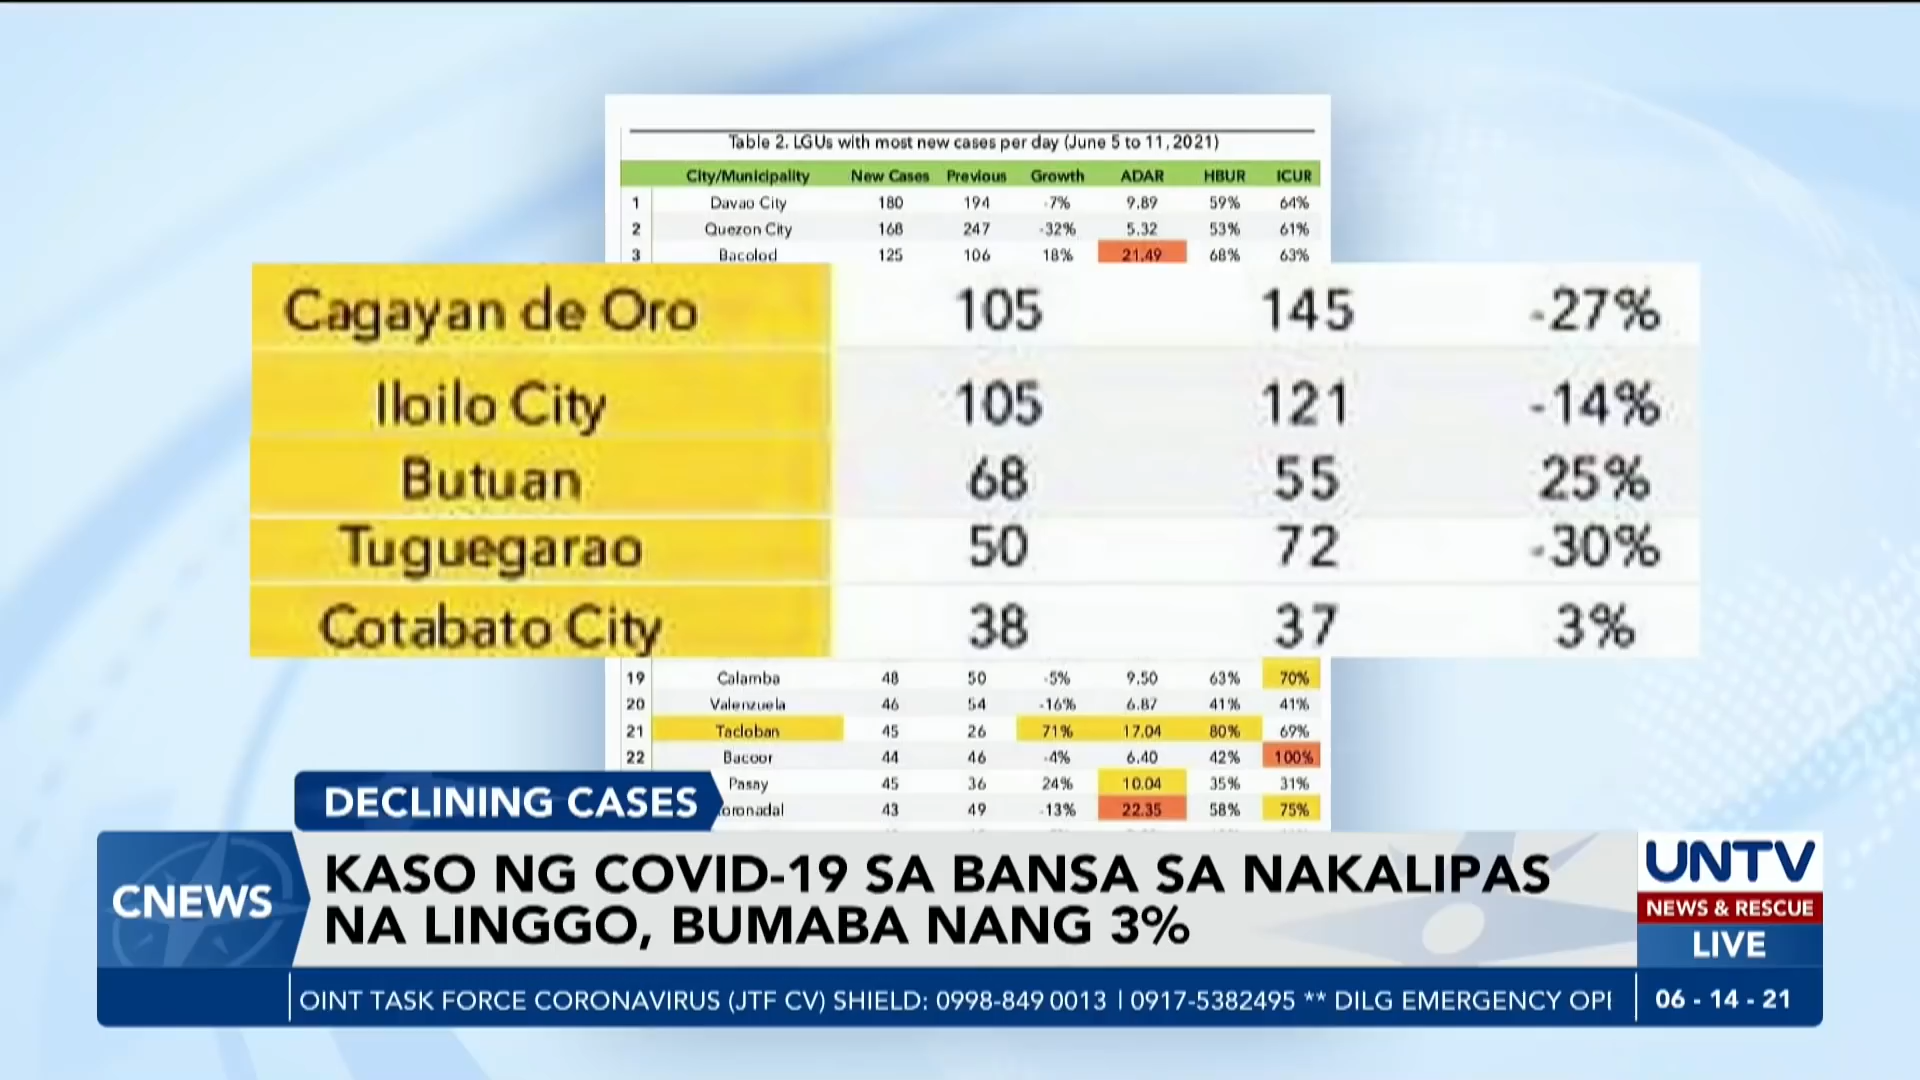 Table 2. LGUs with most new cases per day (June 5 to 11, 2021)
City/Municipality New Cases Previous Growth ADAR HBUR ICUR
1 Davao City 180 194 -7% 9.89 59% 64%
2 Quezon City 168 247 -32% 5.32 53% 61%
3 Bacolod 125 106 18% 21.49 68% 63%
Cagayan de Oro 105 145 -27%
Iloilo City 105 121 -14%
Butuan 68 55 25%
Tuguegarao 50 72 -30%
Cotabato City 38 37 3%
19 Calamba 48 50 -5% 9.50 63% 70%
20 Valenzuela 46 54 -16% 6.87 41% 41%
21 Tacloban 45 26 71% 17.04 80% 69%
22 Bacoor 44 46 -4% 6.40 42% 100%
Pasay 45 36 24% 10.04 35% 31%
oronadal 43 49 -13% 22.35 58% 75%
DECLINING CASES
CNEWS
KASO NG COVID-19 SA BANSA SA NAKALIPAS
NA LINGGO, BUMABA NANG 3%
UNTV
NEWS & RESCUE
LIVE
OINT TASK FORCE CORONAVIRUS (JTF CV) SHIELD: 0998-849 0013 | 0917-5382495 ** DILG EMERGENCY OP
06 - 14 - 21